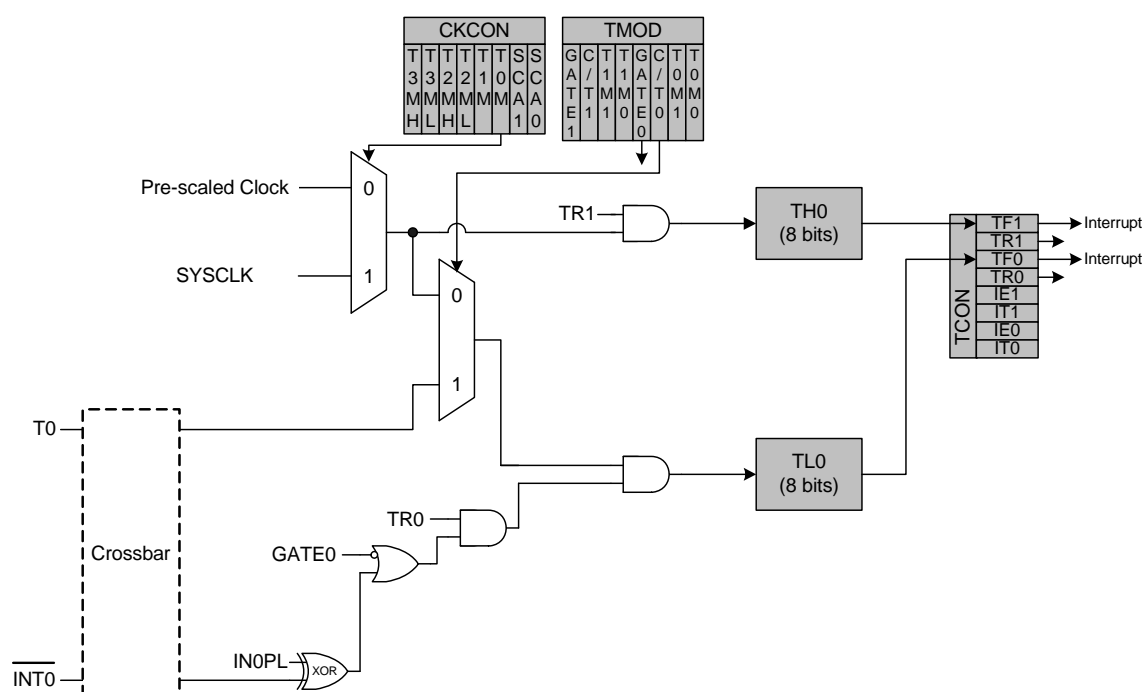 CKCON
T3MH
T3ML
T2MH
T2ML
T1M
T0M
SCA1
SCA0
TMOD
GATE1
C/T1
T1M1
T1M0
GATE0
C/T0
T0M1
T0M0
Pre-scaled Clock
0
SYSCLK
1
TR1
TH0
(8 bits)
TCON
TF1
TR1
TF0
TR0
IE1
IT1
IE0
IT0
Interrupt
Interrupt
0
1
T0
Crossbar
TL0
(8 bits)
TR0
GATE0
IN0PL
XOR
INT0